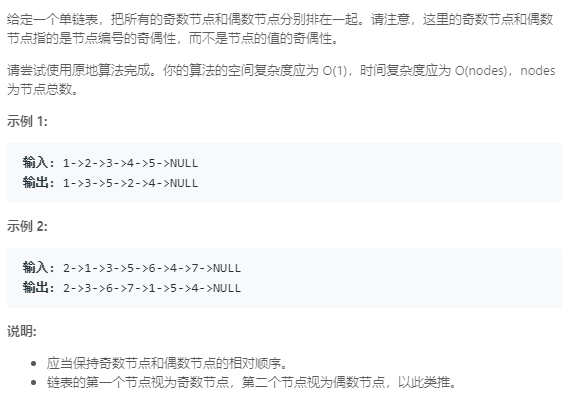 给定一个单链表，把所有的奇数节点和偶数节点分别排在一起。请注意，这里的奇数节点和偶数
节点指的是节点编号的奇偶性，而不是节点的值的奇偶性。
请尝试使用原地算法完成。你的算法的空间复杂度应为 O(1)，时间复杂度应为 O(nodes)，nodes
为节点总数。
示例 1:
输入: 1->2->3->4->5->NULL
输出: 1->3->5->2->4->NULL
示例 2:
输入: 2->1->3->5->6->4->7->NULL
输出: 2->3->6->7->1->5->4->NULL
说明:
• 应当保持奇数节点和偶数节点的相对顺序。
• 链表的第一个节点视为奇数节点，第二个节点视为偶数节点，以此类推。